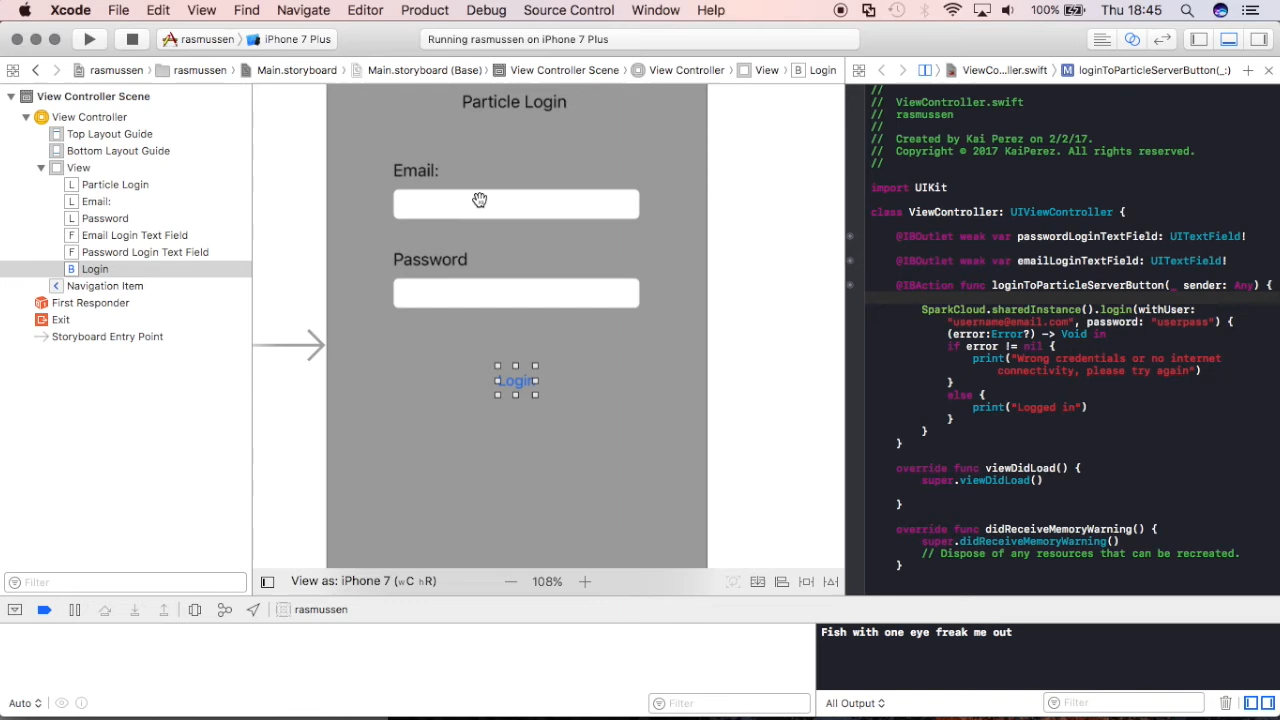 Xcode File Edit View Find Navigate Editor Product Debug Source Control Window Help 100% Thu 18:45
rasmussen iPhone 7 Plus Running rasmussen on iPhone 7 Plus
rasmussen rasmussen Main.storyboard Main.storyboard (Base) View Controller Scene View Controller View B Login
ViewCo...ller.swift M loginToParticleServerButton(_:)
View Controller Scene
View Controller
Top Layout Guide
Bottom Layout Guide
View
L Particle Login
L Email:
L Password
F Email Login Text Field
F Password Login Text Field
B Login
Navigation Item
First Responder
Exit
Storyboard Entry Point
Filter
Particle Login
Email:
Password
Login
View as: iPhone 7 (wC hR) 108%
//
// ViewController.swift
// rasmussen
//
// Created by Kai Perez on 2/2/17.
// Copyright © 2017 KaiPerez. All rights reserved.
//
import UIKit
class ViewController: UIViewController {
@IBOutlet weak var passwordLoginTextField: UITextField!
@IBOutlet weak var emailLoginTextField: UITextField!
@IBAction func loginToParticleServerButton(_ sender: Any) {
SparkCloud.sharedInstance().login(withUser:
"username@email.com", password: "userpass") {
(error:Error?) -> Void in
if error != nil {
print("Wrong credentials or no internet
connectivity, please try again")
}
else {
print("Logged in")
}
}
}
override func viewDidLoad() {
super.viewDidLoad()
}
override func didReceiveMemoryWarning() {
super.didReceiveMemoryWarning()
// Dispose of any resources that can be recreated.
}
rasmussen
Fish with one eye freak me out
Auto Filter All Output Filter